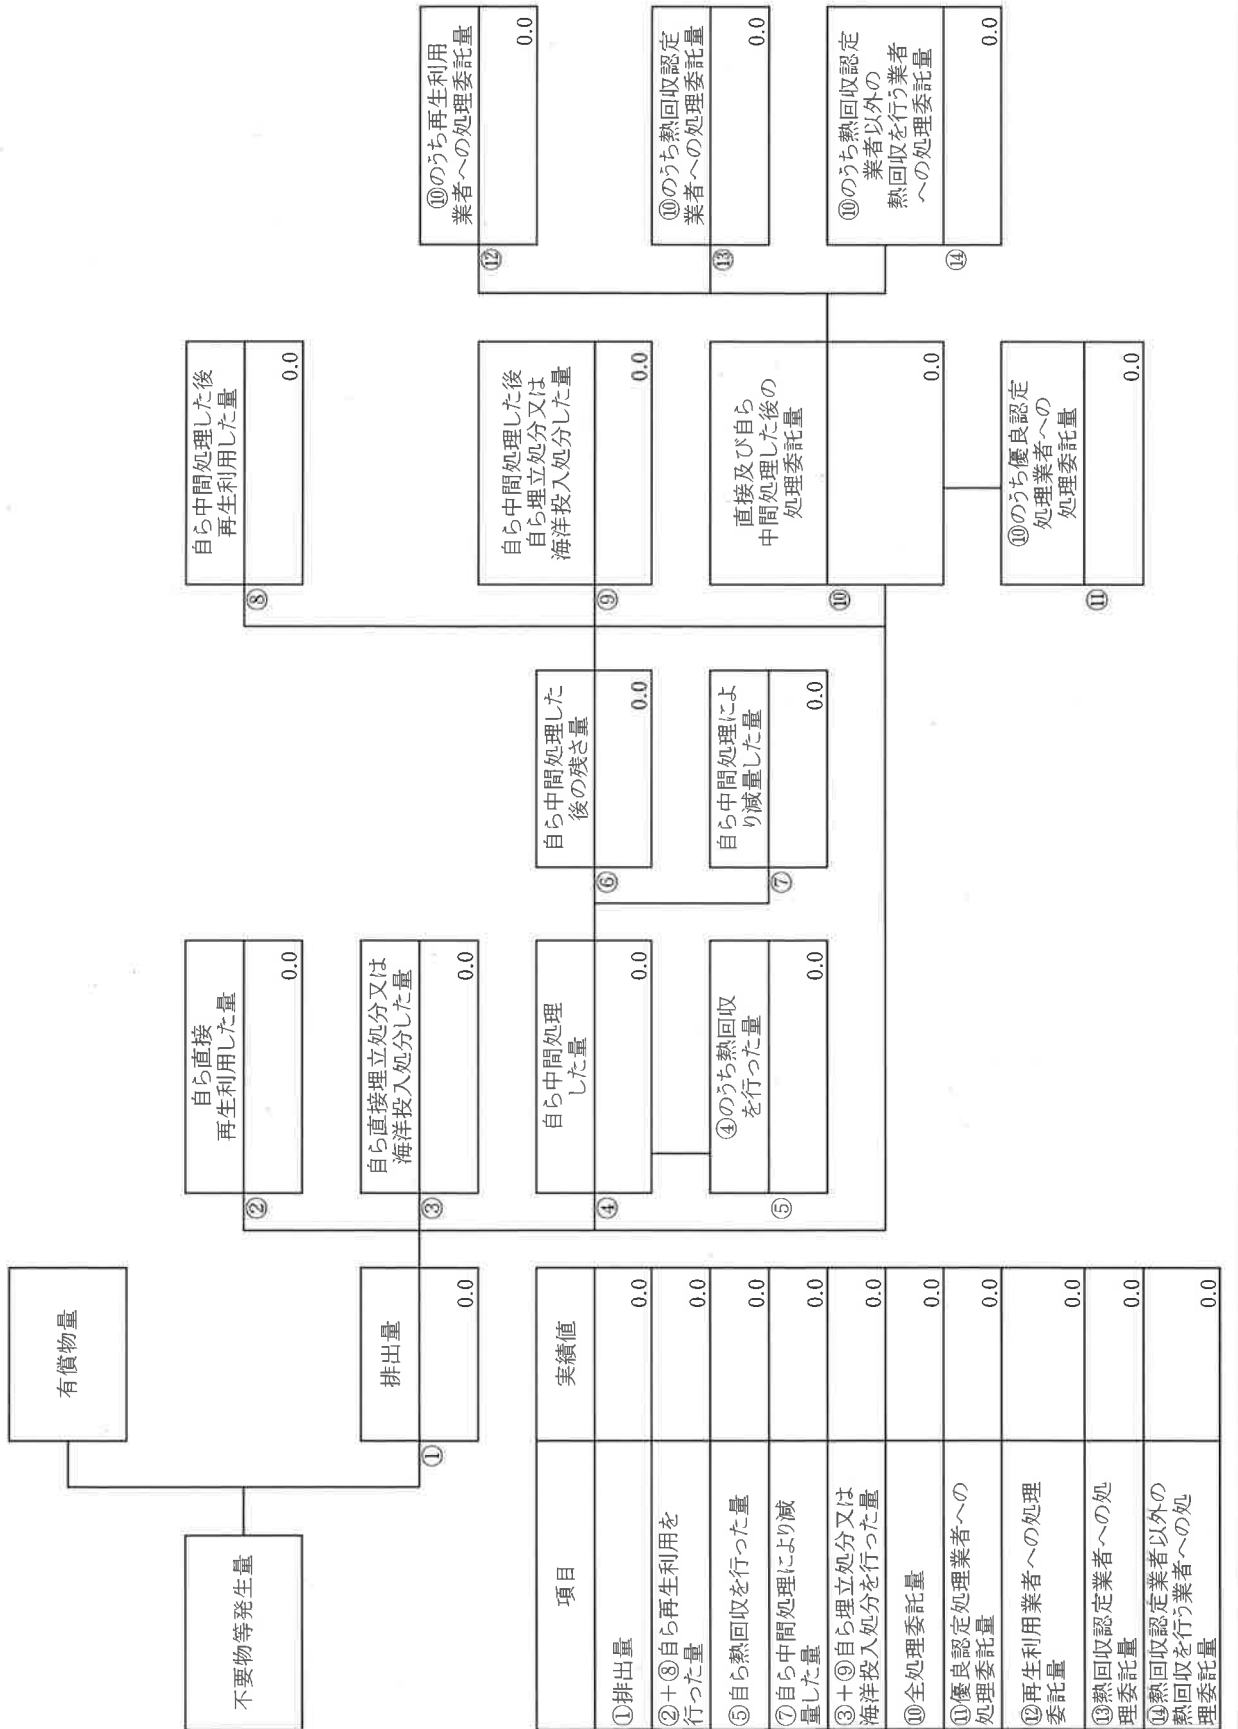 不要物等発生量
有償物量
①
排出量
0.0
②
自ら直接
再生利用した量
0.0
③
自ら直接埋立処分又は
海洋投入処分した量
0.0
④
自ら中間処理
した量
0.0
⑤
④のうち熱回収
を行った量
0.0
⑥
自ら中間処理した
後の残さ量
0.0
⑦
自ら中間処理によ
り減量した量
0.0
⑧
自ら中間処理した後
再生利用した量
0.0
⑨
自ら中間処理した後
自ら埋立処分又は
海洋投入処分した量
0.0
⑩
直接及び自ら
中間処理した後の
処理委託量
0.0
⑪
⑩のうち優良認定
処理業者への
処理委託量
0.0
⑫
⑩のうち再生利用
業者への処理委託量
0.0
⑬
⑩のうち熱回収認定
業者への処理委託量
0.0
⑭
⑩のうち熱回収認定
業者以外の
熱回収を行う業者
への処理委託量
0.0
項目 実績値
①排出量 0.0
②+⑧自ら再生利用を
行った量 0.0
⑤自ら熱回収を行った量 0.0
⑦自ら中間処理により減
量した量 0.0
③+⑨自ら埋立処分又は
海洋投入処分を行った量 0.0
⑩全処理委託量 0.0
⑪優良認定処理業者への
処理委託量 0.0
⑫再生利用業者への処理
委託量 0.0
⑬熱回収認定業者への処
理委託量 0.0
⑭熱回収認定業者以外の
熱回収を行う業者への処
理委託量 0.0